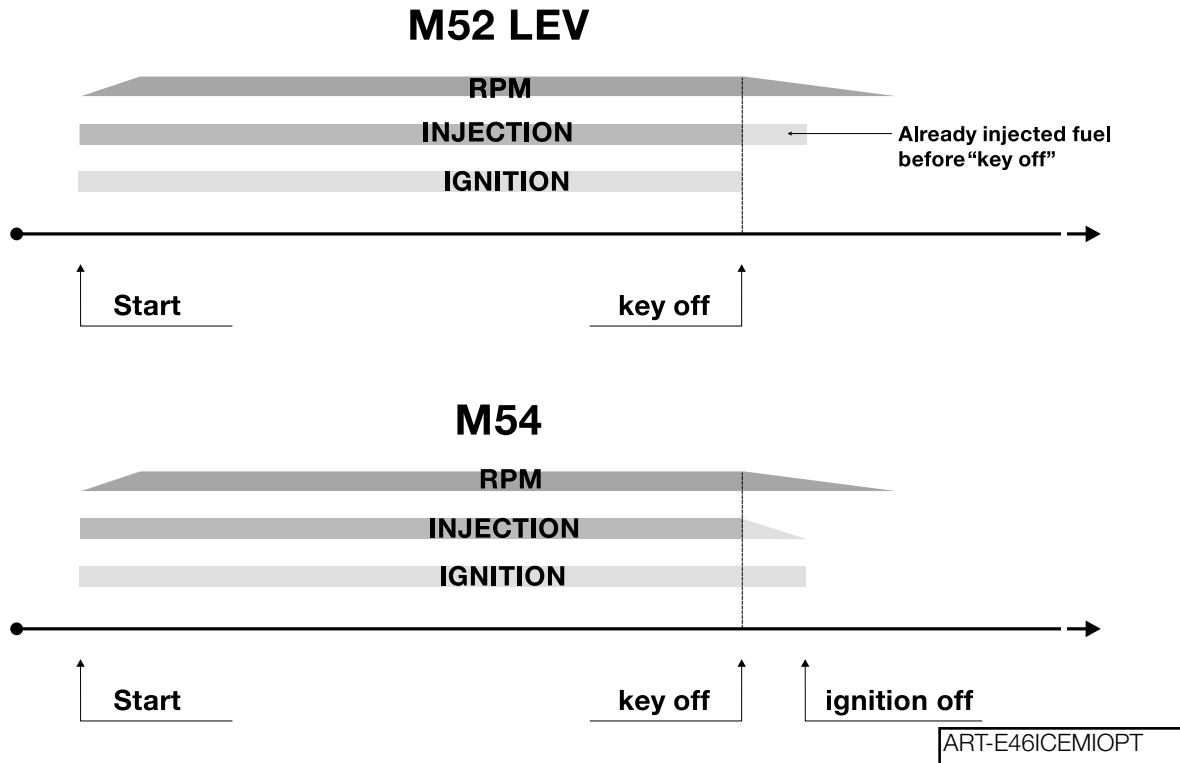 M52 LEV
RPM
INJECTION
Already injected fuel
before “key off”
IGNITION
Start
key off
M54
RPM
INJECTION
IGNITION
Start
key off
ignition off
ART-E46ICEMIOPT